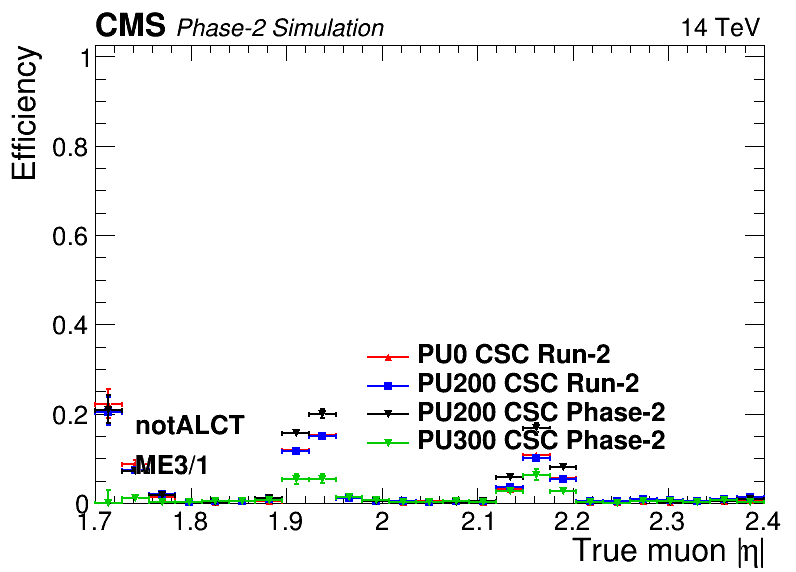 CMS Phase-2 Simulation 14 TeV
Efficiency
1
0.8
0.6
0.4
0.2
0
PU0 CSC Run-2
PU200 CSC Run-2
PU200 CSC Phase-2
PU300 CSC Phase-2
notALCT
ME3/1
1.7 1.8 1.9 2 2.1 2.2 2.3 2.4
True muon |η|